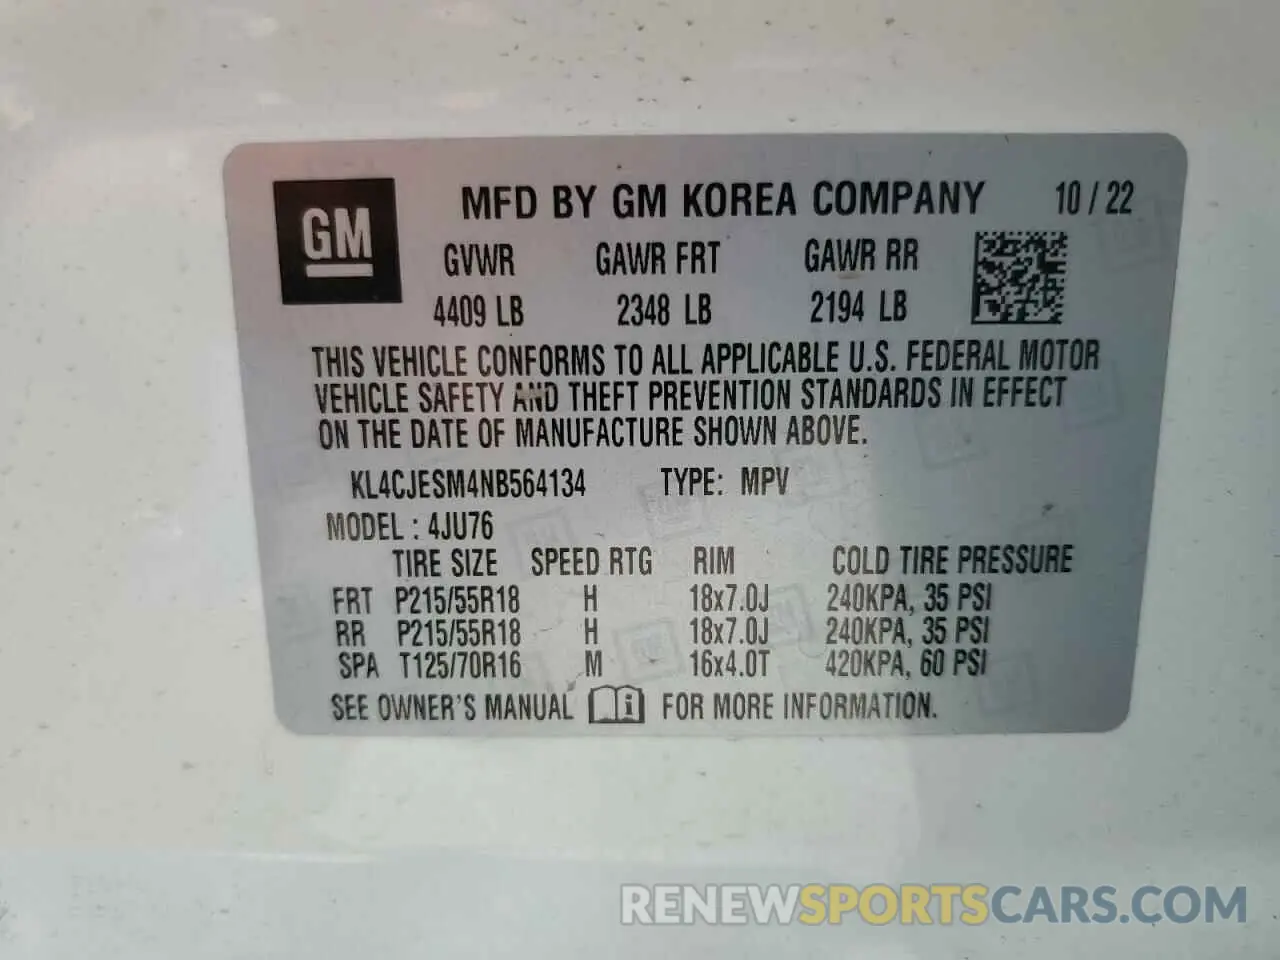 GM
MFD BY GM KOREA COMPANY 10 / 22
GVWR GAWR FRT GAWR RR
4409 LB 2348 LB 2194 LB
THIS VEHICLE CONFORMS TO ALL APPLICABLE U.S. FEDERAL MOTOR
VEHICLE SAFETY AND THEFT PREVENTION STANDARDS IN EFFECT
ON THE DATE OF MANUFACTURE SHOWN ABOVE.
KL4CJESM4NB564134 TYPE: MPV
MODEL : 4JU76
TIRE SIZE SPEED RTG RIM COLD TIRE PRESSURE
FRT P215/55R18 H 18x7.0J 240KPA, 35 PSI
RR P215/55R18 H 18x7.0J 240KPA, 35 PSI
SPA T125/70R16 M 16x4.0T 420KPA, 60 PSI
SEE OWNER'S MANUAL i FOR MORE INFORMATION.
RENEWSPORTSCARS.COM